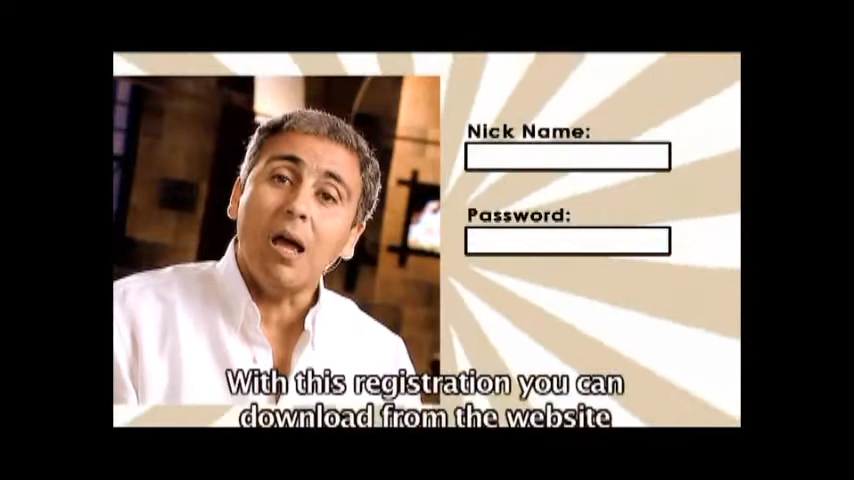 Nick Name:
Password:
With this registration you can
download from the website